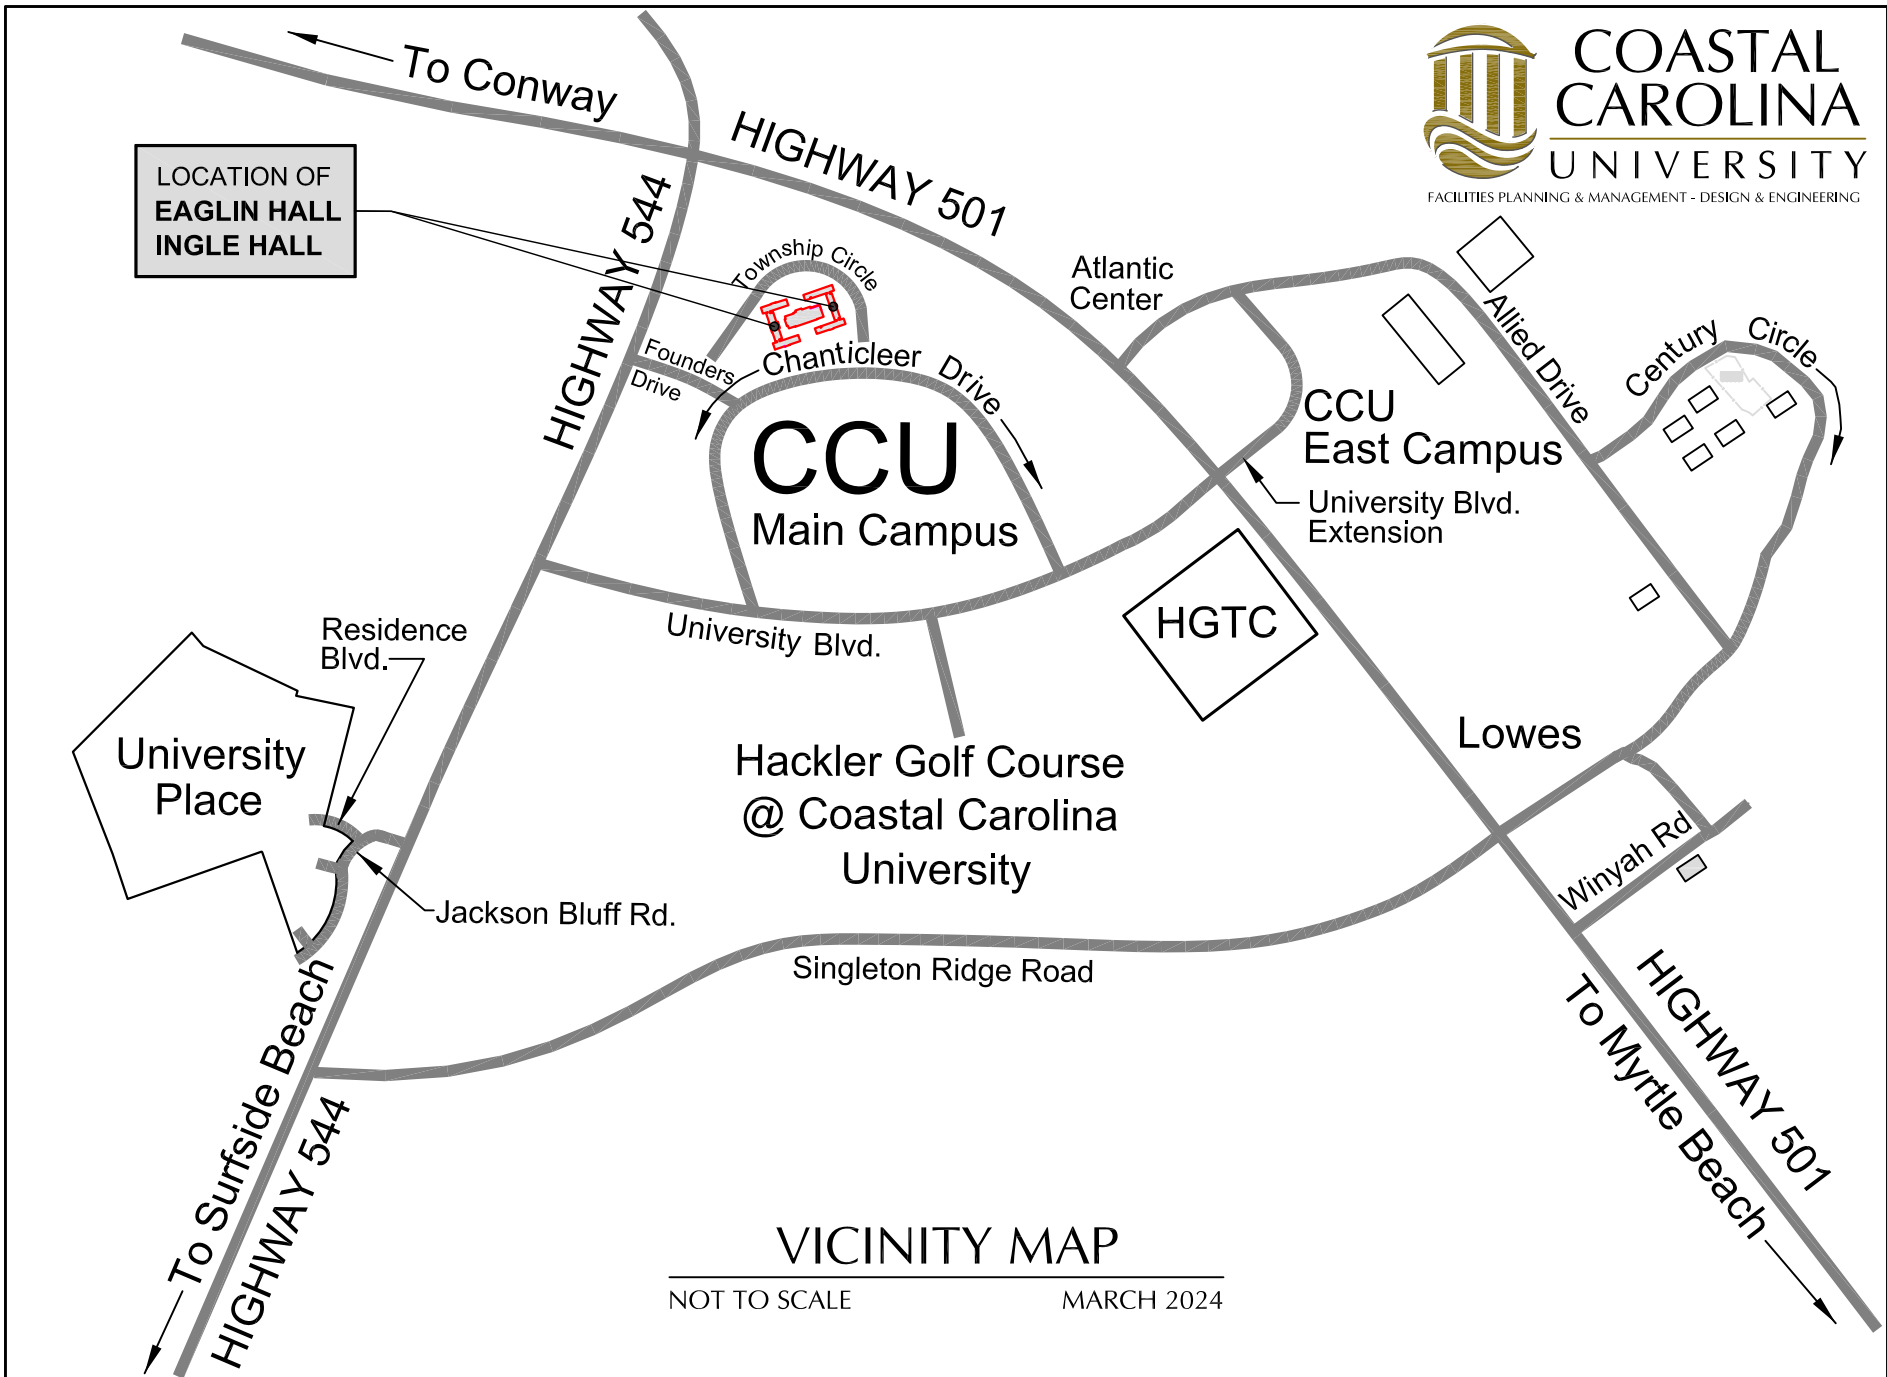 To Conway
COASTAL
CAROLINA
UNIVERSITY
FACILITIES PLANNING & MANAGEMENT - DESIGN & ENGINEERING
HIGHWAY 501
LOCATION OF
EAGLIN HALL
INGLE HALL
HIGHWAY 544
Township Circle
Atlantic
Center
Founders
Drive
Chanticleer Drive
Allied Drive
Century Circle
CCU
Main Campus
CCU
East Campus
University Blvd.
Extension
HGTC
University Blvd.
Residence
Blvd.
University
Place
Lowes
Hackler Golf Course
@ Coastal Carolina
University
Winyah Rd
Jackson Bluff Rd.
Singleton Ridge Road
To Surfside Beach
HIGHWAY 544
HIGHWAY 501
To Myrtle Beach
VICINITY MAP
NOT TO SCALE
MARCH 2024